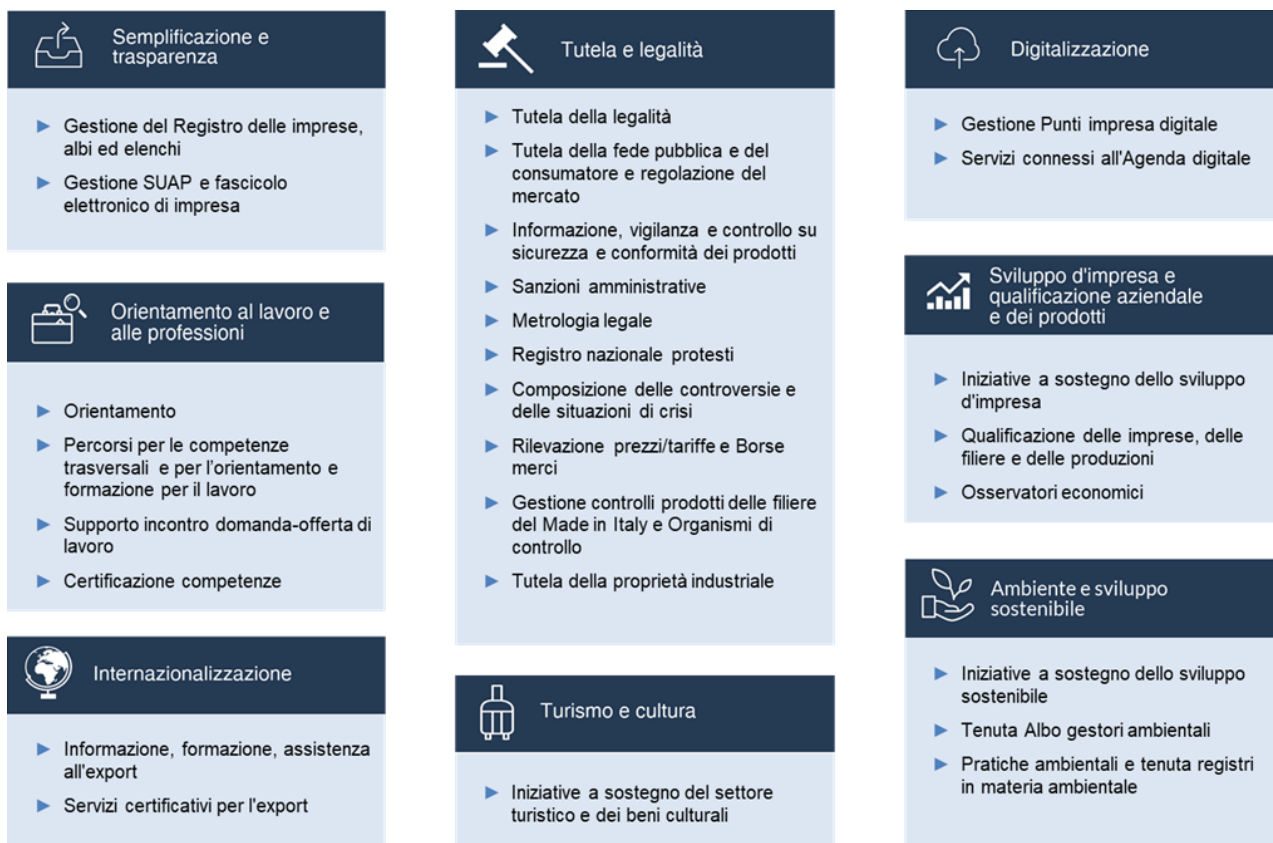 Semplificazione e
trasparenza
Gestione del Registro delle imprese,
albi ed elenchi
Gestione SUAP e fascicolo
elettronico di impresa
Orientamento al lavoro e
alle professioni
Orientamento
Percorsi per le competenze
trasversali e per l'orientamento e
formazione per il lavoro
Supporto incontro domanda-offerta di
lavoro
Certificazione competenze
Internazionalizzazione
Informazione, formazione, assistenza
all'export
Servizi certificativi per l'export
Tutela e legalità
Tutela della legalità
Tutela della fede pubblica e del
consumatore e regolazione del
mercato
Informazione, vigilanza e controllo su
sicurezza e conformità dei prodotti
Sanzioni amministrative
Metrologia legale
Registro nazionale protesti
Composizione delle controversie e
delle situazioni di crisi
Rilevazione prezzi/tariffe e Borse
merci
Gestione controlli prodotti delle filiere
del Made in Italy e Organismi di
controllo
Tutela della proprietà industriale
Turismo e cultura
Iniziative a sostegno del settore
turistico e dei beni culturali
Digitalizzazione
Gestione Punti impresa digitale
Servizi connessi all'Agenda digitale
Sviluppo d'impresa e
qualificazione aziendale
e dei prodotti
Iniziative a sostegno dello sviluppo
d'impresa
Qualificazione delle imprese, delle
filiere e delle produzioni
Osservatori economici
Ambiente e sviluppo
sostenibile
Iniziative a sostegno dello sviluppo
sostenibile
Tenuta Albo gestori ambientali
Pratiche ambientali e tenuta registri
in materia ambientale